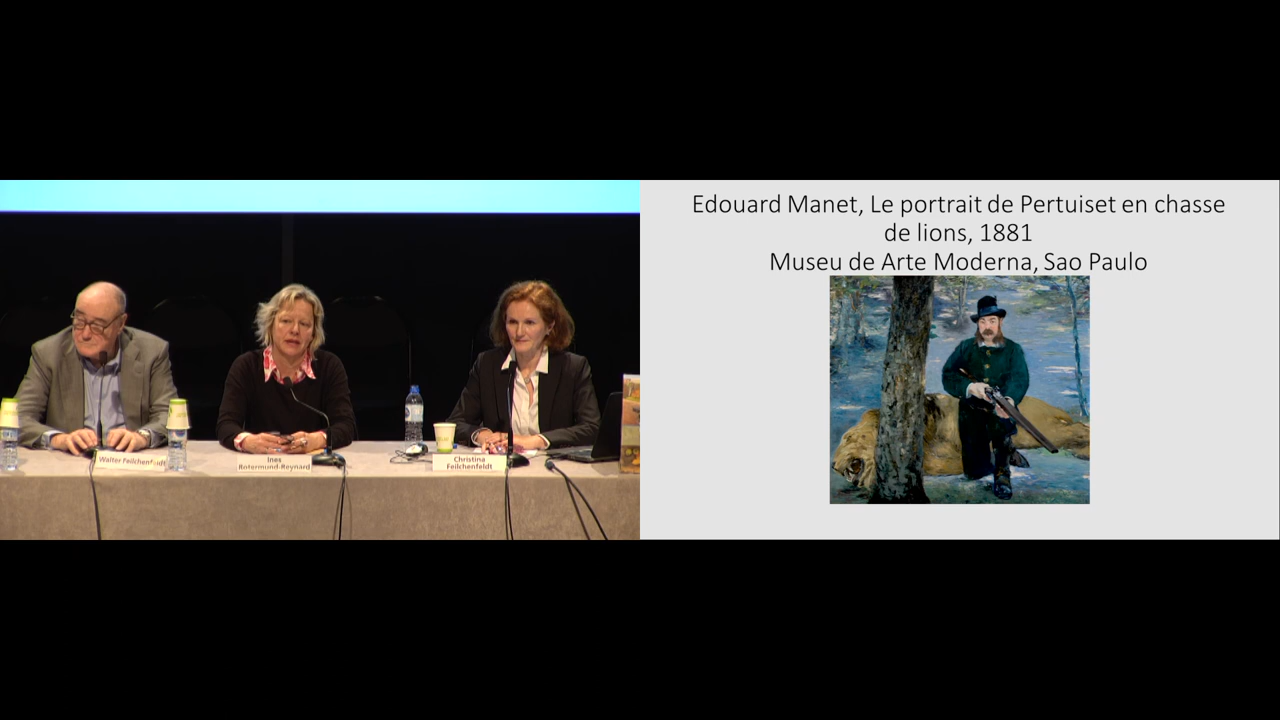 Walter Feilchenfeldt
Ines
Rotermund-Reynard
Christina
Feilchenfeldt
Edouard Manet, Le portrait de Pertuiset en chasse
de lions, 1881
Museu de Arte Moderna, Sao Paulo